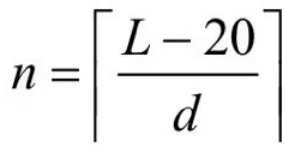 n = ⌈(L − 20)/d⌉